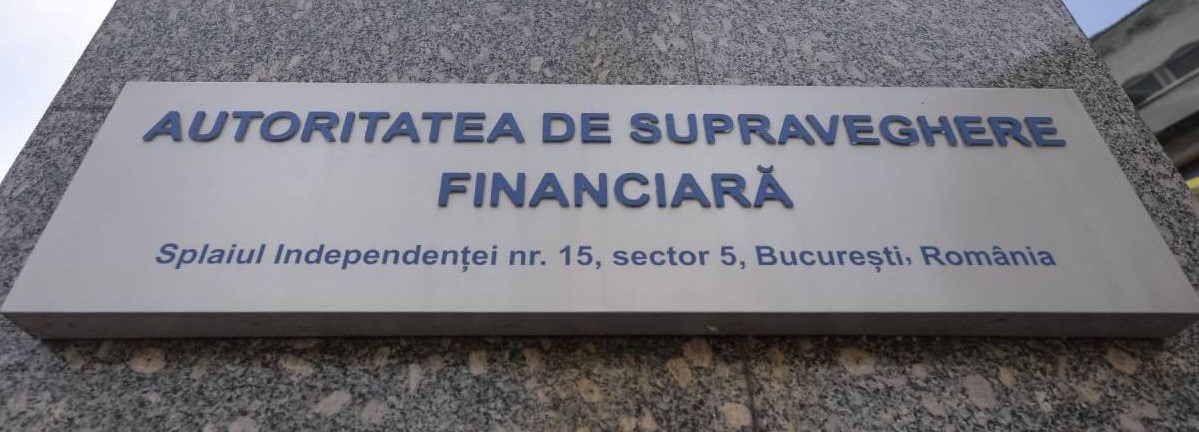 AUTORITATEA DE SUPRAVEGHERE
FINANCIARĂ
Splaiul Independenței nr. 15, sector 5, București, România